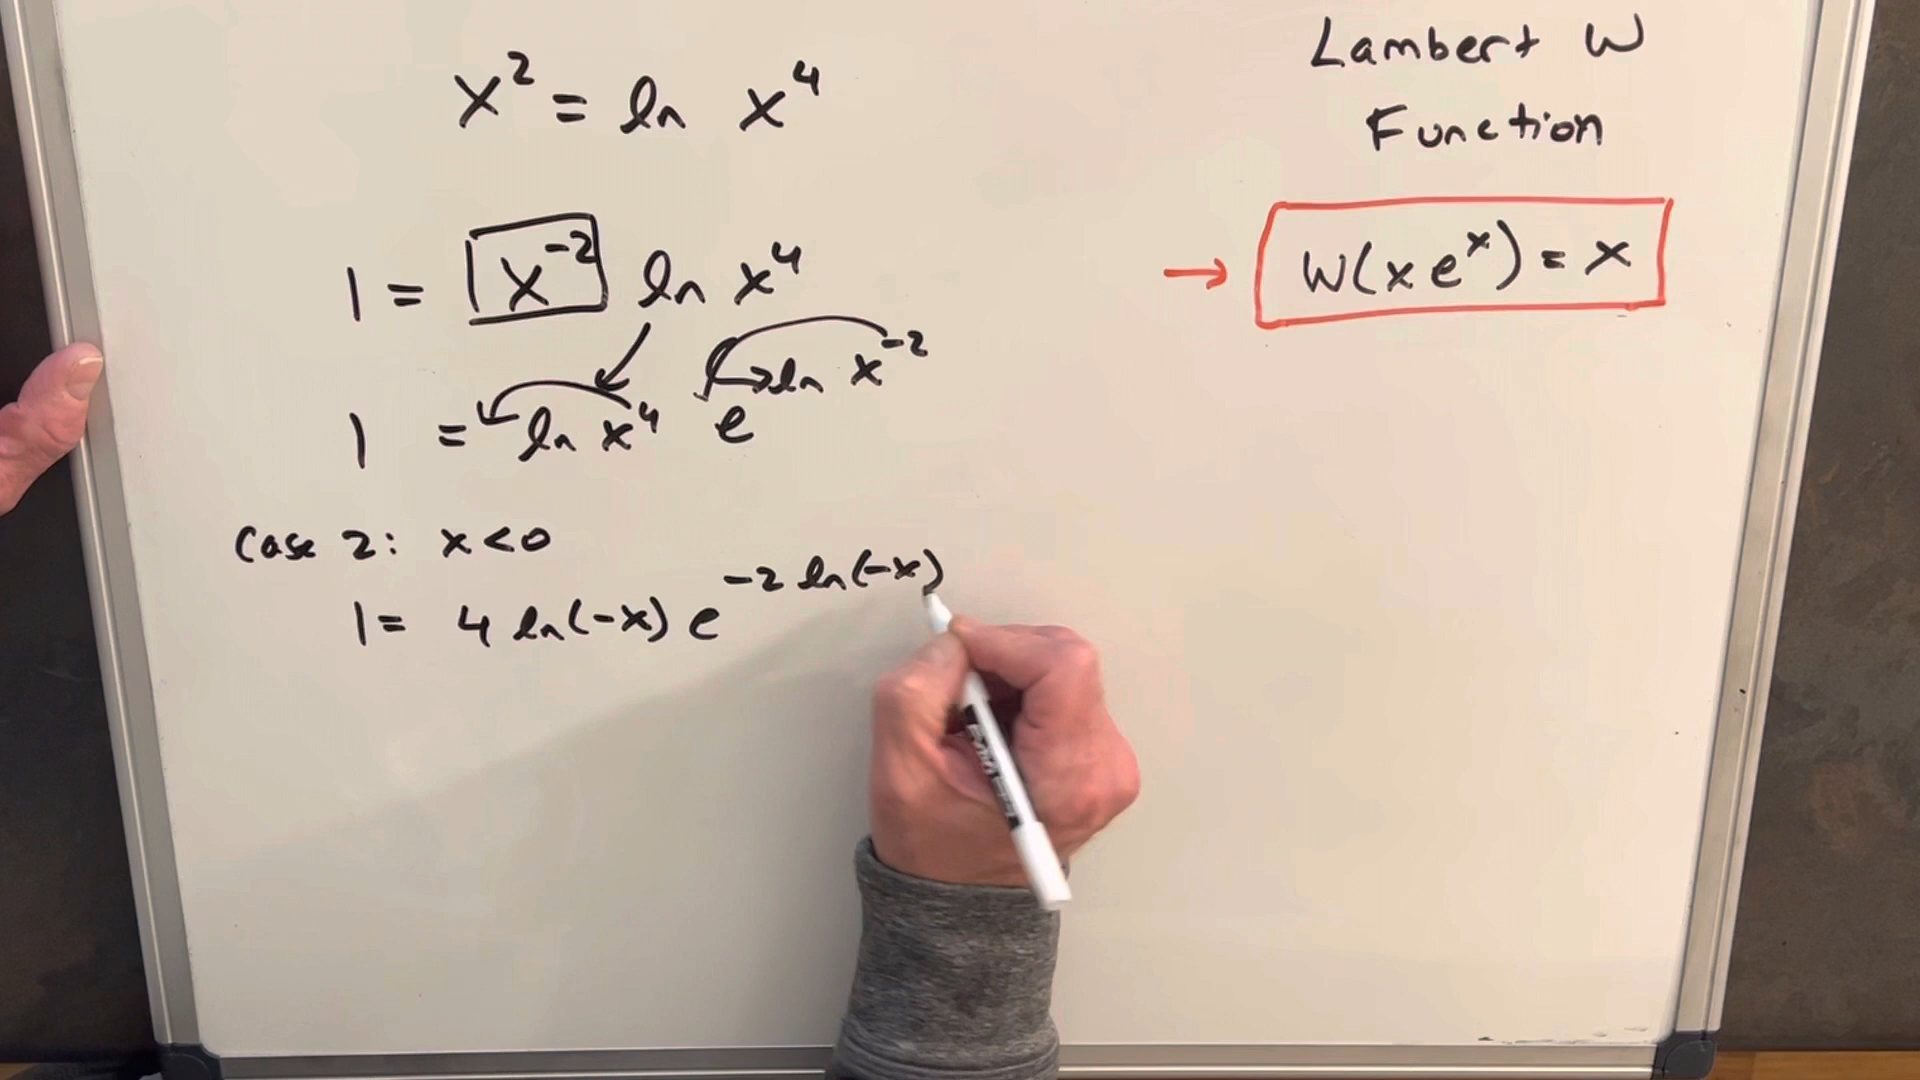 x² = ln x⁴
1 = x⁻² ln x⁴
1 = ln x⁴ e^(ln x⁻²)
Case 2: x<0
1 = 4 ln(-x) e^(-2 ln(-x))
Lambert W
Function
→ W(x eˣ) = x